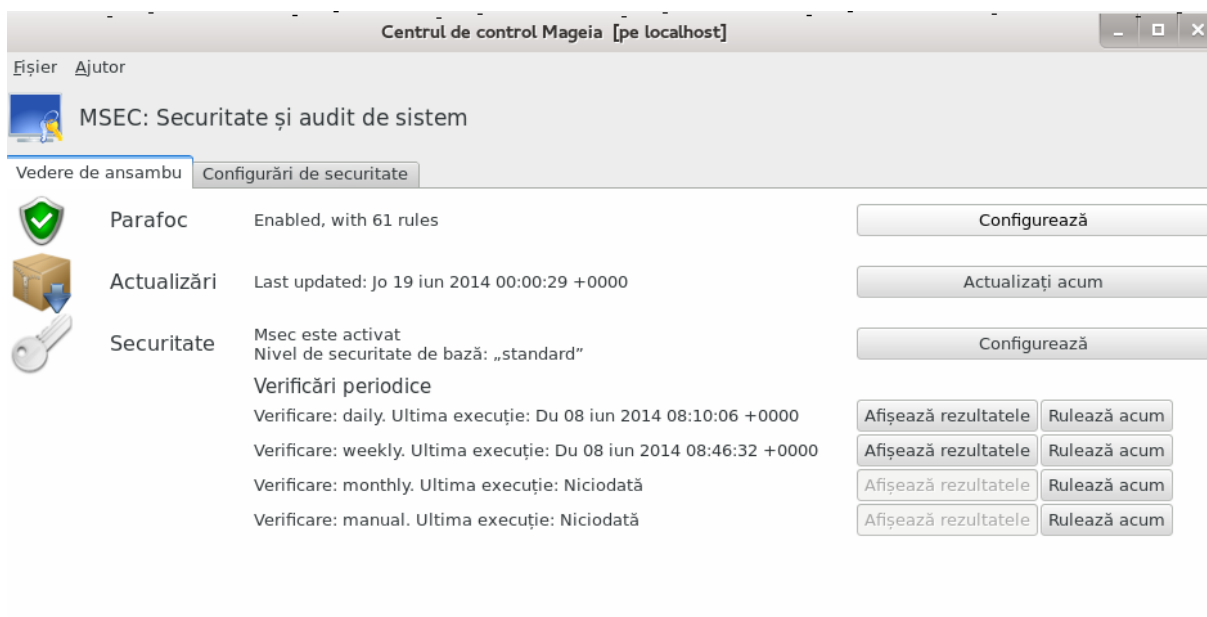 Centrul de control Mageia [pe localhost]
Fișier Ajutor
MSEC: Securitate și audit de sistem
Vedere de ansambu Configurări de securitate
Parafoc Enabled, with 61 rules Configurează
Actualizări Last updated: Jo 19 iun 2014 00:00:29 +0000 Actualizați acum
Securitate Msec este activat
Nivel de securitate de bază: „standard” Configurează
Verificări periodice
Verificare: daily. Ultima execuție: Du 08 iun 2014 08:10:06 +0000 Afișează rezultatele Rulează acum
Verificare: weekly. Ultima execuție: Du 08 iun 2014 08:46:32 +0000 Afișează rezultatele Rulează acum
Verificare: monthly. Ultima execuție: Niciodată Afișează rezultatele Rulează acum
Verificare: manual. Ultima execuție: Niciodată Afișează rezultatele Rulează acum